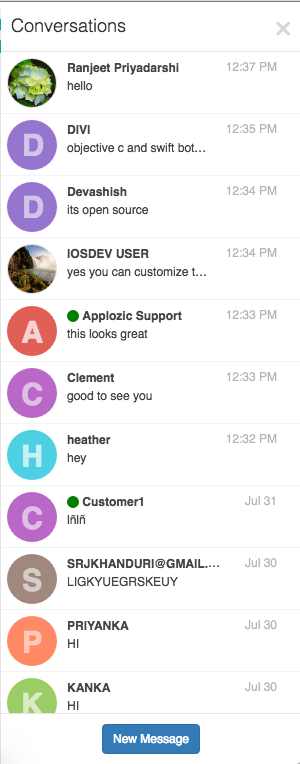 Conversations ×
Ranjeet Priyadarshi 12:37 PM
hello
D DIVI 12:35 PM
objective c and swift bot...
D Devashish 12:34 PM
its open source
IOSDEV USER 12:34 PM
yes you can customize t...
A Applozic Support 12:33 PM
this looks great
C Clement 12:33 PM
good to see you
H heather 12:32 PM
hey
C Customer1 Jul 31
lñlñ
S SRJKHANDURI@GMAIL.... Jul 30
LIGKYUEGRSKEUY
P PRIYANKA Jul 30
HI
K KANKA Jul 30
HI
New Message